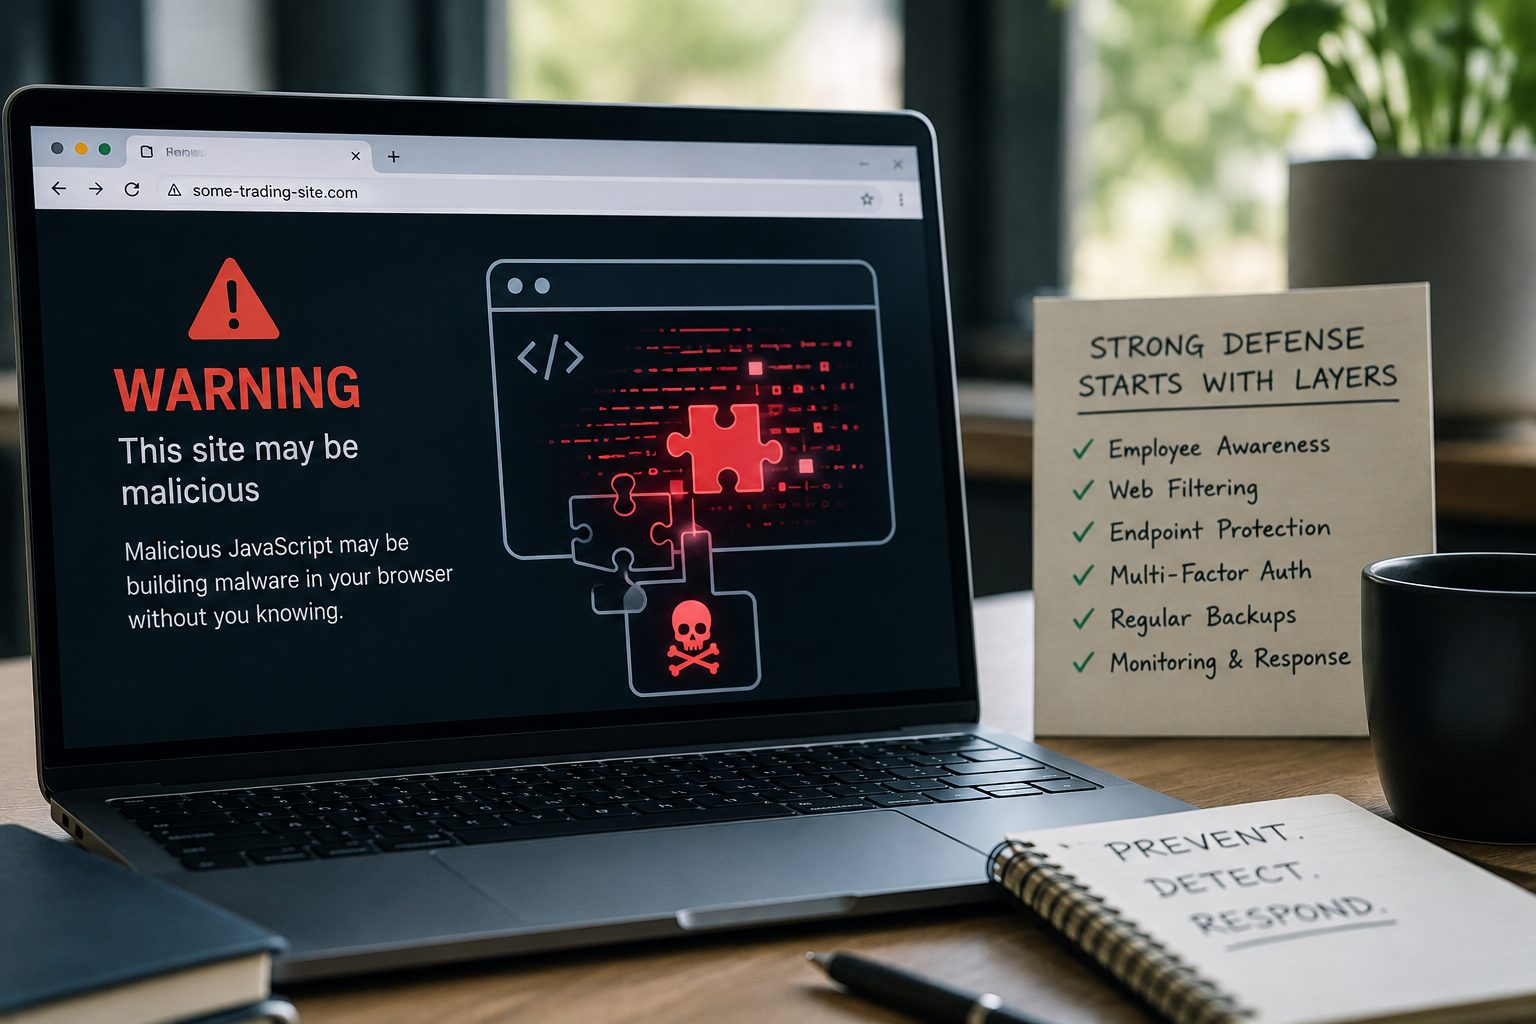 some-trading-site.com
WARNING
This site may be
malicious
Malicious JavaScript may be
building malware in your browser
without you knowing.
</>
STRONG DEFENSE
STARTS WITH LAYERS
✓ Employee Awareness
✓ Web Filtering
✓ Endpoint Protection
✓ Multi-Factor Auth
✓ Regular Backups
✓ Monitoring & Response
PREVENT.
DETECT.
RESPOND.